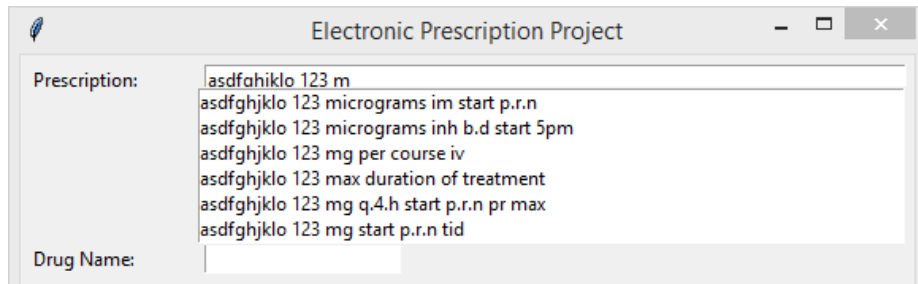 Electronic Prescription Project
Prescription: asdfghjklo 123 m
asdfghjklo 123 micrograms im start p.r.n
asdfghjklo 123 micrograms inh b.d start 5pm
asdfghjklo 123 mg per course iv
asdfghjklo 123 max duration of treatment
asdfghjklo 123 mg q.4.h start p.r.n pr max
asdfghjklo 123 mg start p.r.n tid
Drug Name: